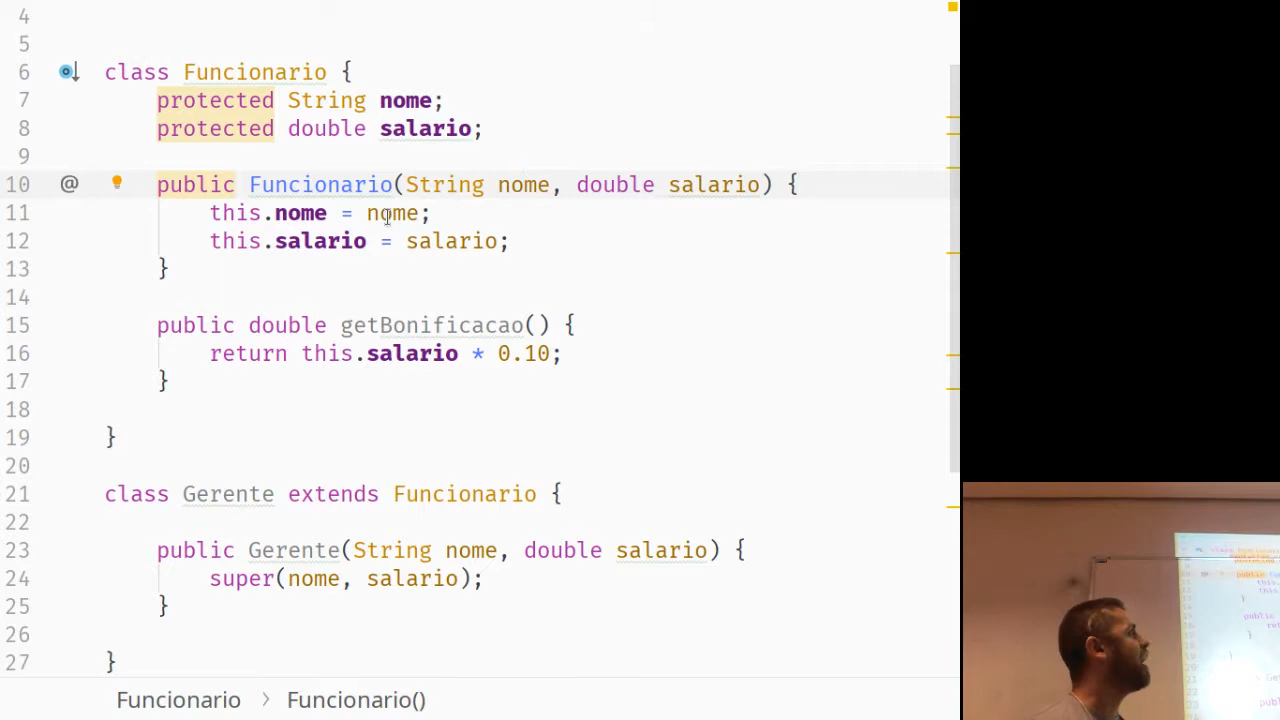 4
5
6 class Funcionario {
7 protected String nome;
8 protected double salario;
9
10 @ public Funcionario(String nome, double salario) {
11 this.nome = nome;
12 this.salario = salario;
13 }
14
15 public double getBonificacao() {
16 return this.salario * 0.10;
17 }
18
19 }
20
21 class Gerente extends Funcionario {
22
23 public Gerente(String nome, double salario) {
24 super(nome, salario);
25 }
26
27 }
Funcionario > Funcionario()